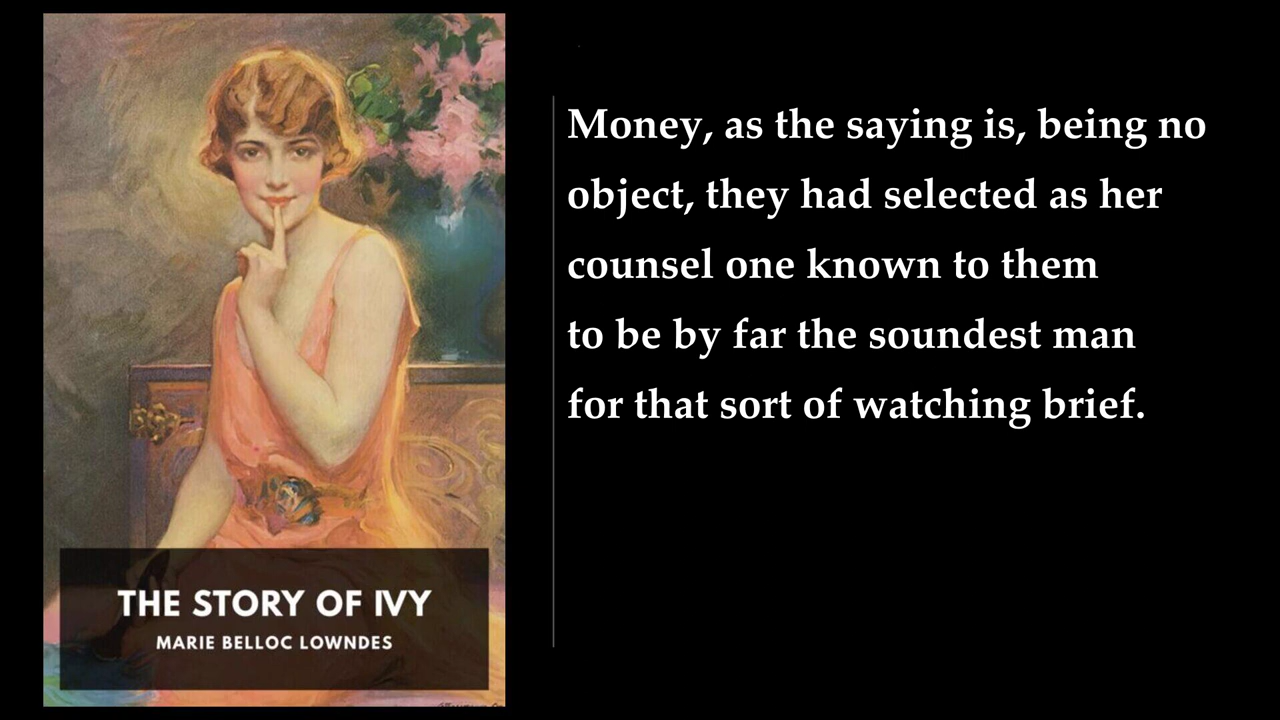 THE STORY OF IVY
MARIE BELLOC LOWNDES
Money, as the saying is, being no
object, they had selected as her
counsel one known to them
to be by far the soundest man
for that sort of watching brief.